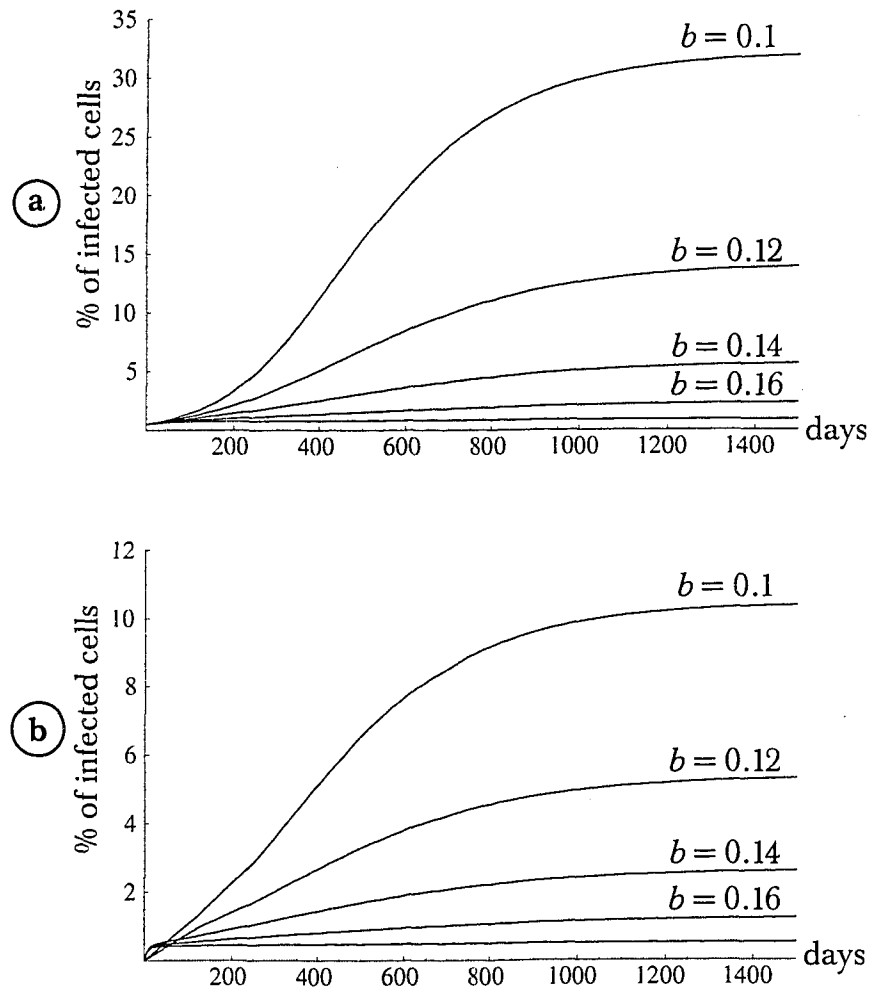 a
% of infected cells
35
30
25
20
15
10
5
b = 0.1
b = 0.12
b = 0.14
b = 0.16
200 400 600 800 1000 1200 1400 days
b
% of infected cells
12
10
8
6
4
2
b = 0.1
b = 0.12
b = 0.14
b = 0.16
200 400 600 800 1000 1200 1400 days